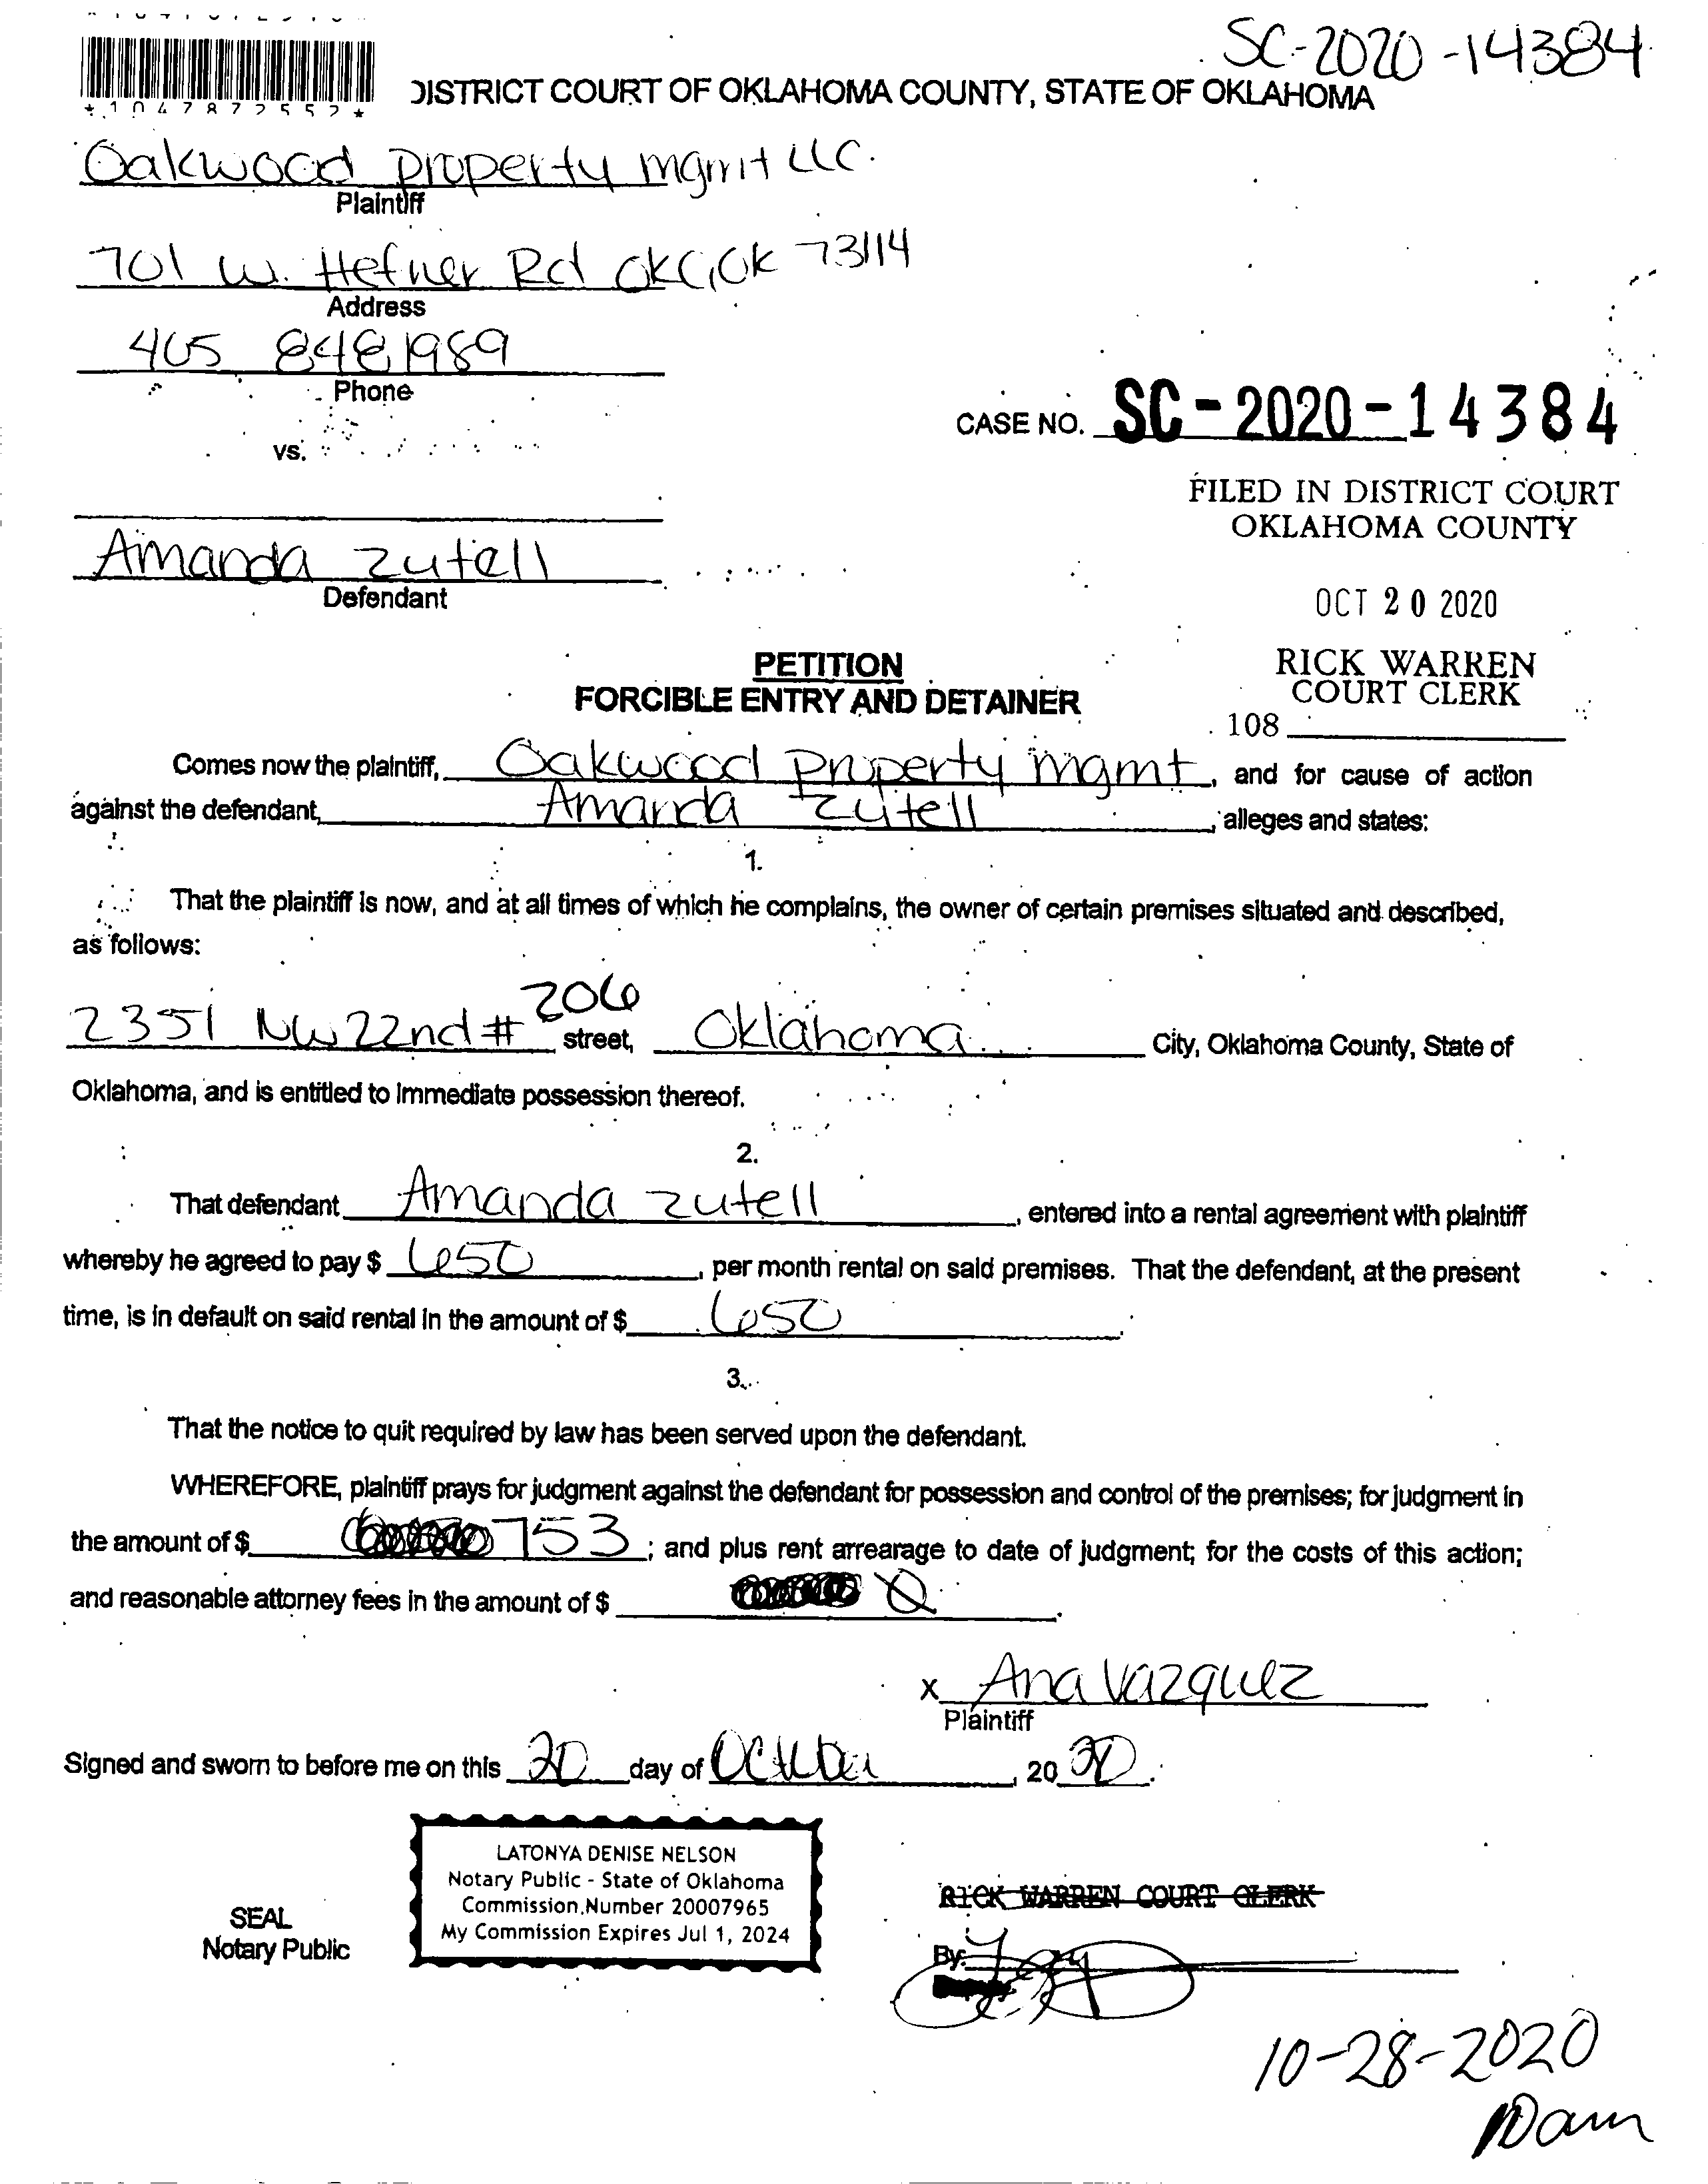 SC-2020-14384
*1047872552*
DISTRICT COURT OF OKLAHOMA COUNTY, STATE OF OKLAHOMA
Oakwood property mgmt LLC.
Plaintiff
701 W. Hefner Rd OKC, OK 73114
Address
405 848 1989
Phone
CASE NO. SC-2020-14384
vs.
FILED IN DISTRICT COURT
OKLAHOMA COUNTY
Amanda zutell
Defendant
OCT 20 2020
RICK WARREN
COURT CLERK
108
PETITION
FORCIBLE ENTRY AND DETAINER
Comes now the plaintiff, Oakwood property mgmt, and for cause of action
against the defendant, Amanda zutell, alleges and states:
1.
That the plaintiff is now, and at all times of which he complains, the owner of certain premises situated and described,
as follows:
2351 NW 22nd # 206 street, Oklahoma City, Oklahoma County, State of
Oklahoma, and is entitled to immediate possession thereof.
2.
That defendant Amanda zutell, entered into a rental agreement with plaintiff
whereby he agreed to pay $ 650, per month rental on said premises. That the defendant, at the present
time, is in default on said rental in the amount of $ 650.
3.
That the notice to quit required by law has been served upon the defendant.
WHEREFORE, plaintiff prays for judgment against the defendant for possession and control of the premises; for judgment in
the amount of $ 753; and plus rent arrearage to date of judgment; for the costs of this action;
and reasonable attorney fees in the amount of $ 0.
X Ana Vazquez
Plaintiff
Signed and sworn to before me on this 20 day of October, 2020.
LATONYA DENISE NELSON
Notary Public - State of Oklahoma
Commission Number 20007965
My Commission Expires Jul 1, 2024
SEAL
Notary Public
RICK WARREN COURT CLERK
By:
10-28-2020